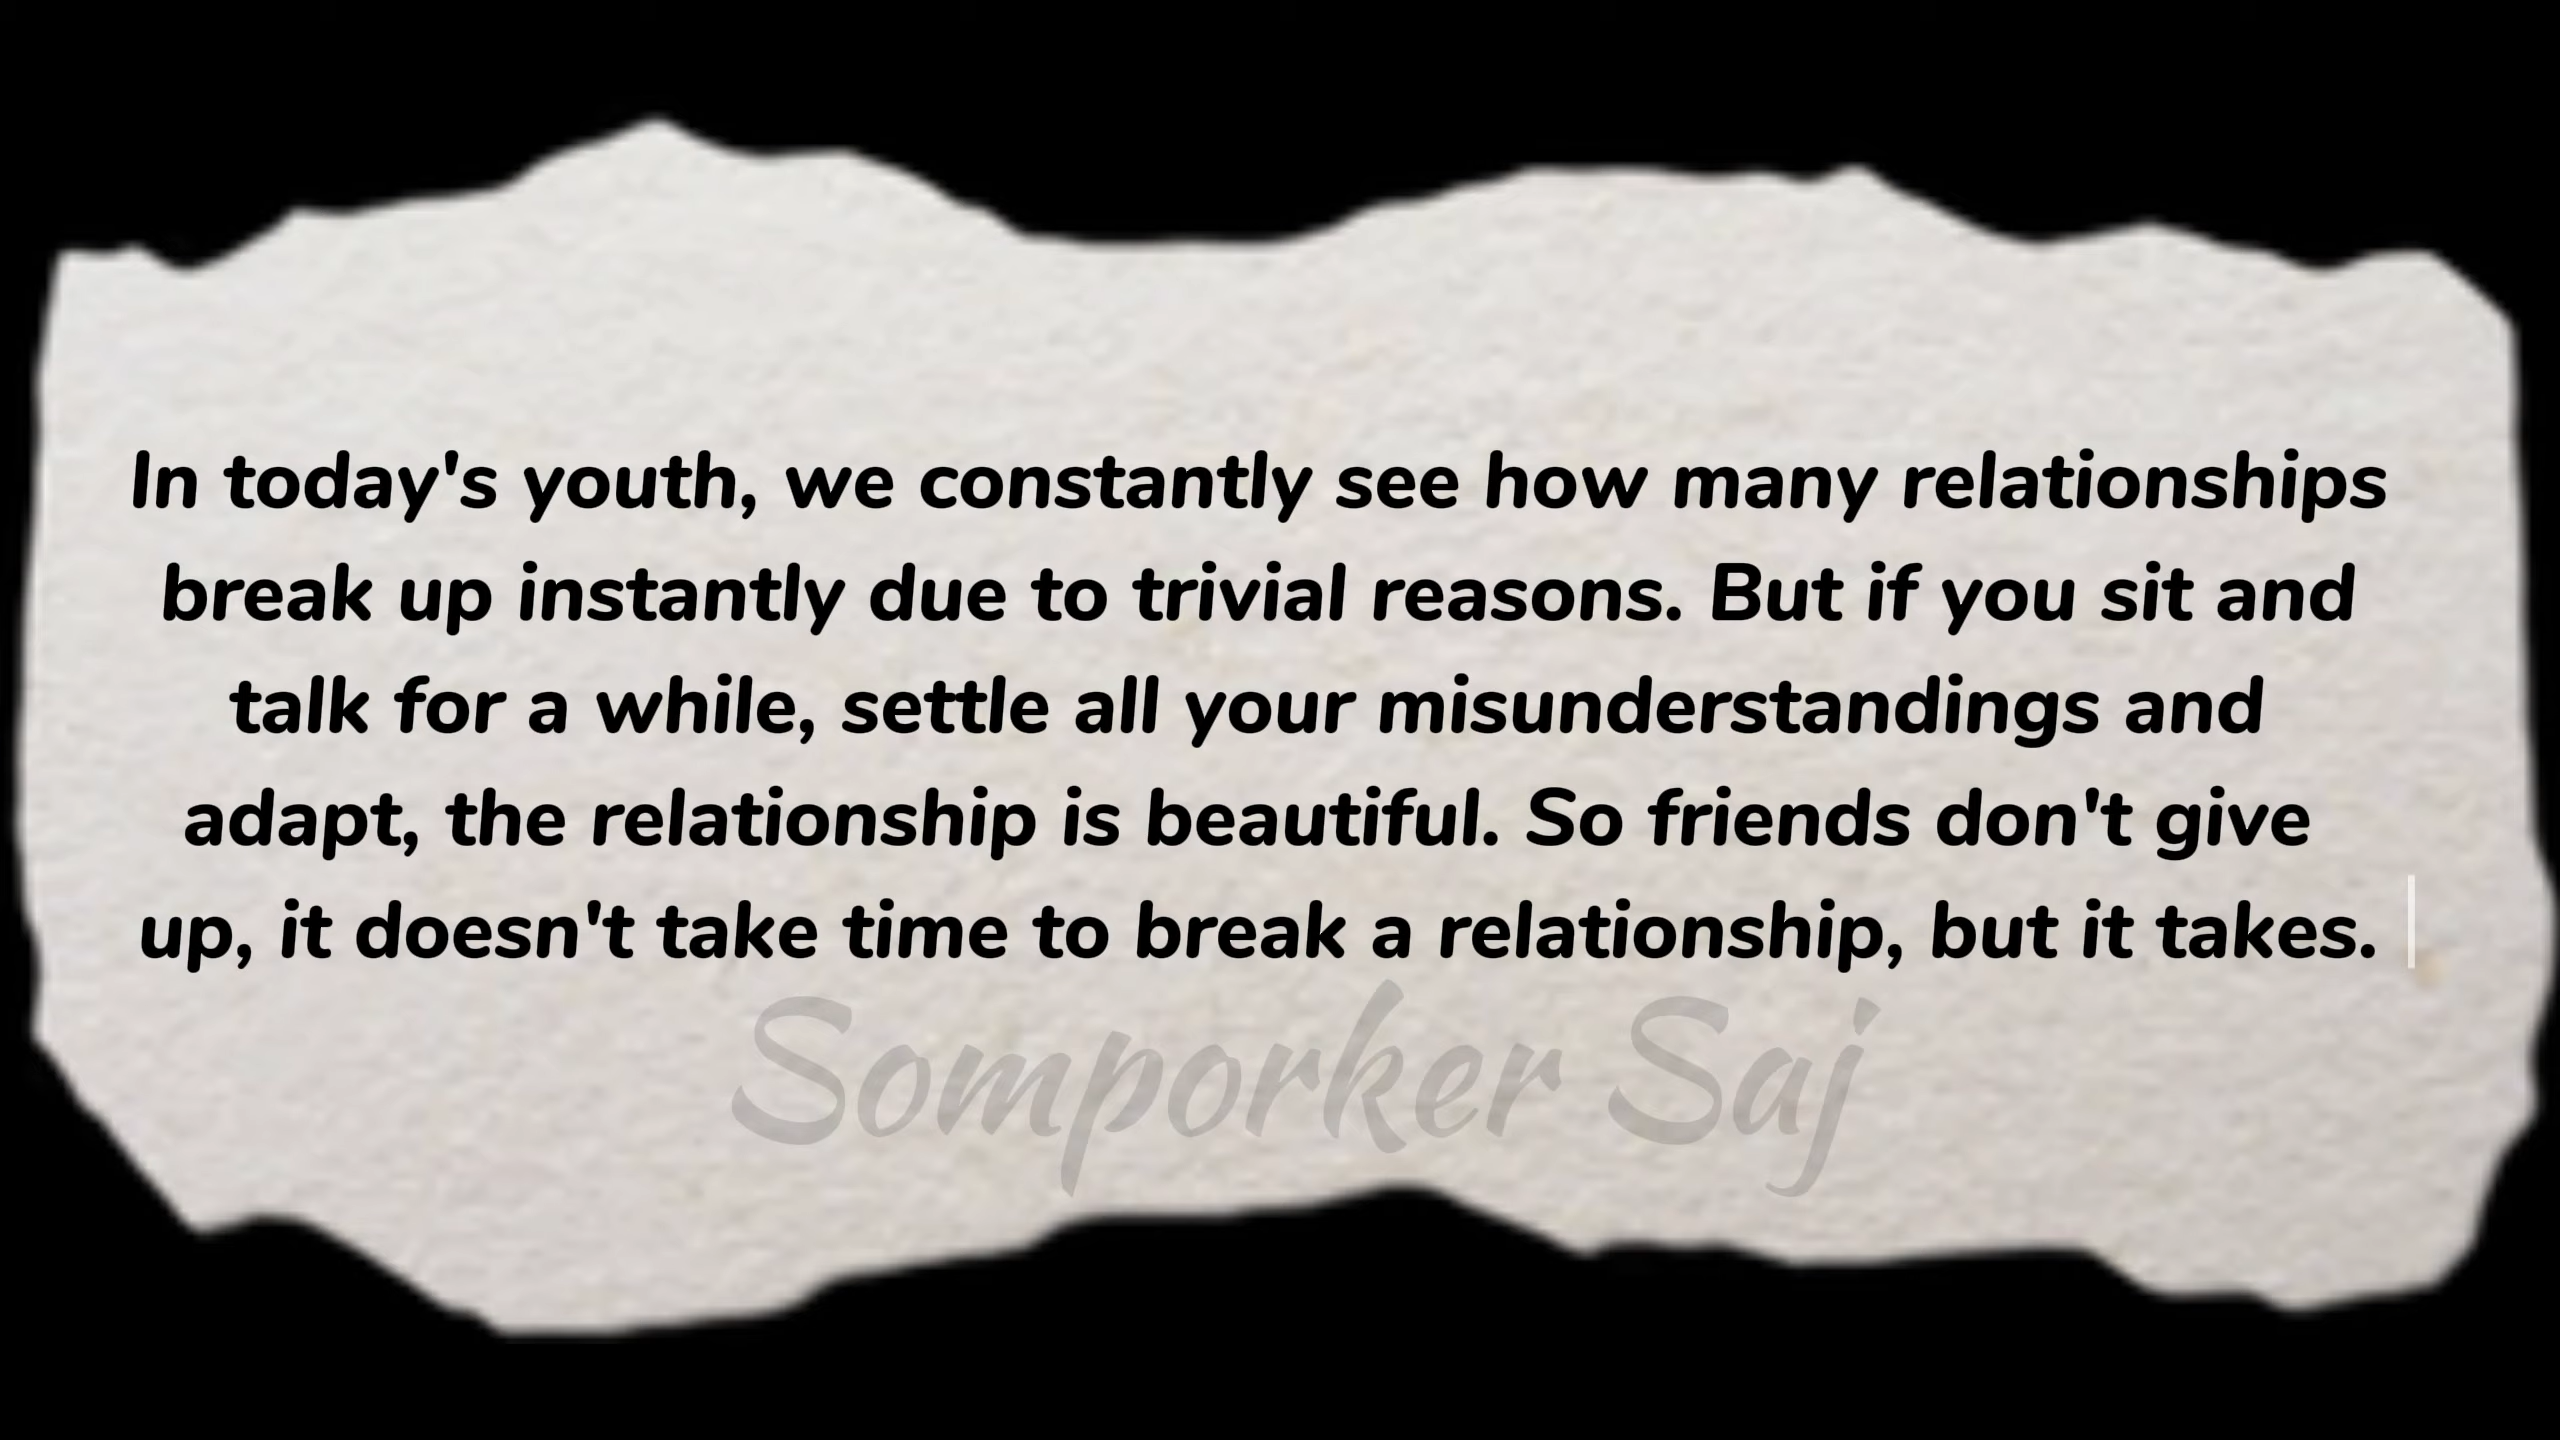 In today's youth, we constantly see how many relationships
break up instantly due to trivial reasons. But if you sit and
talk for a while, settle all your misunderstandings and
adapt, the relationship is beautiful. So friends don't give
up, it doesn't take time to break a relationship, but it takes.
Somporker Saj